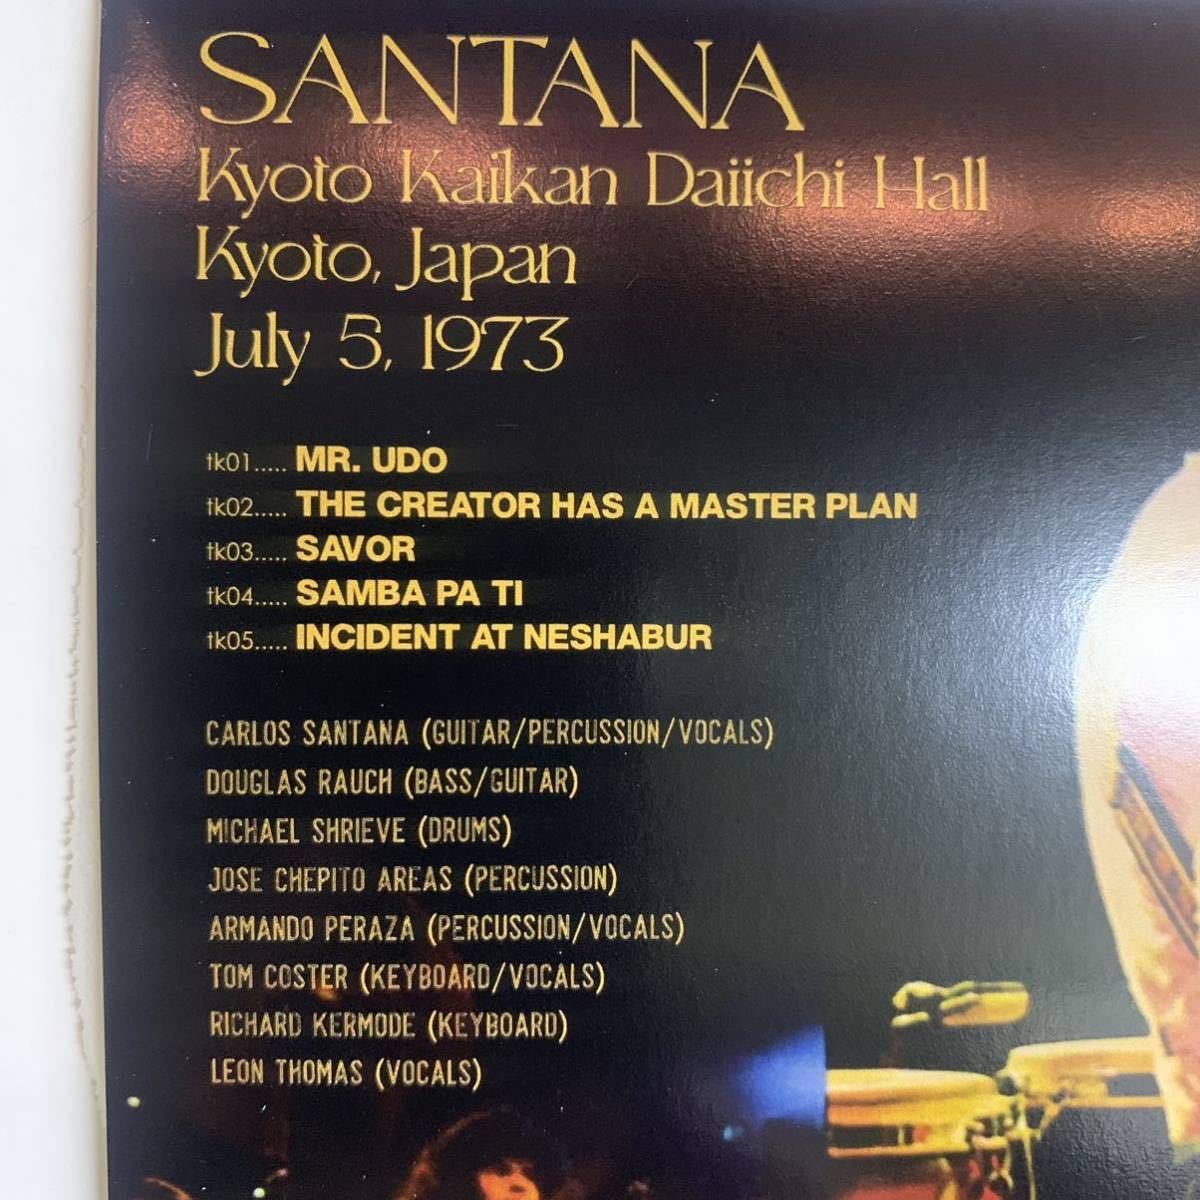 SANTANA
Kyoto Kaikan Daiichi Hall
Kyoto, Japan
July 5, 1973
tk01..... MR. UDO
tk02..... THE CREATOR HAS A MASTER PLAN
tk03..... SAVOR
tk04..... SAMBA PA TI
tk05..... INCIDENT AT NESHABUR
CARLOS SANTANA (GUITAR/PERCUSSION/VOCALS)
DOUGLAS RAUCH (BASS/GUITAR)
MICHAEL SHRIEVE (DRUMS)
JOSE CHEPITO AREAS (PERCUSSION)
ARMANDO PERAZA (PERCUSSION/VOCALS)
TOM COSTER (KEYBOARD/VOCALS)
RICHARD KERMODE (KEYBOARD)
LEON THOMAS (VOCALS)